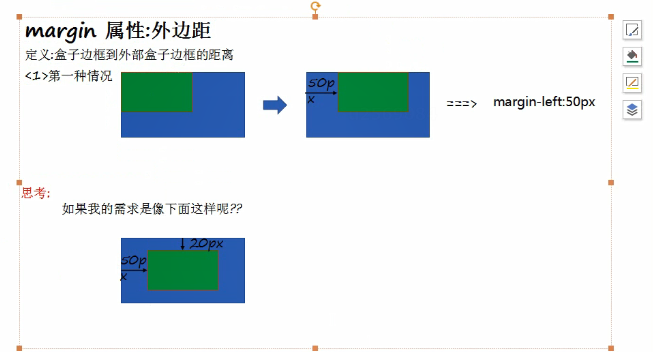 margin 属性:外边距
定义:盒子边框到外部盒子边框的距离
<1>第一种情况
50p
x
===>
margin-left:50px
思考:
如果我的需求是像下面这样呢??
20px
50p
x